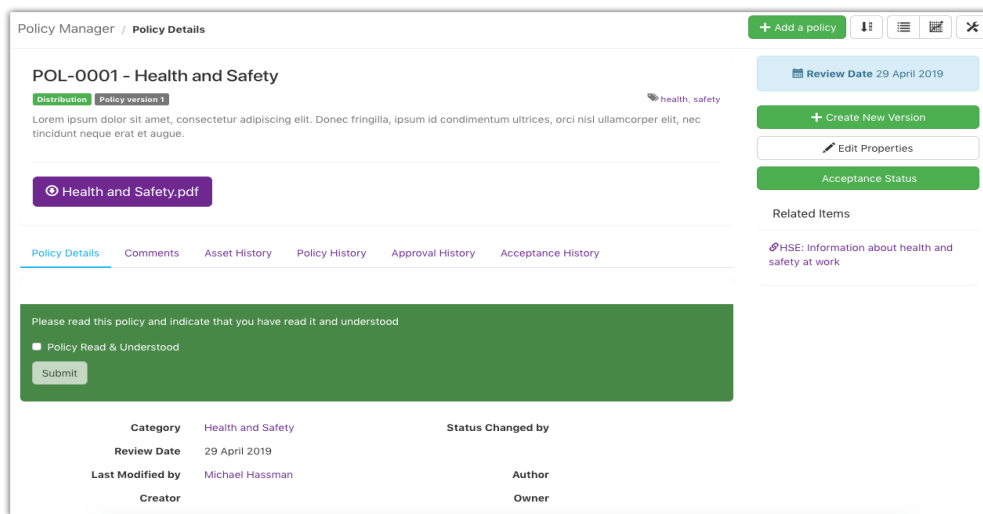 Policy Manager / Policy Details
+ Add a policy
POL-0001 - Health and Safety
Distribution Policy version 1
health, safety
Lorem ipsum dolor sit amet, consectetur adipiscing elit. Donec fringilla, ipsum id condimentum ultrices, orci nisl ullamcorper elit, nec
tincidunt neque erat et augue.
Health and Safety.pdf
Review Date 29 April 2019
+ Create New Version
Edit Properties
Acceptance Status
Related Items
HSE: Information about health and
safety at work
Policy Details Comments Asset History Policy History Approval History Acceptance History
Please read this policy and indicate that you have read it and understood
Policy Read & Understood
Submit
Category Health and Safety Status Changed by
Review Date 29 April 2019
Last Modified by Michael Hassman Author
Creator Owner